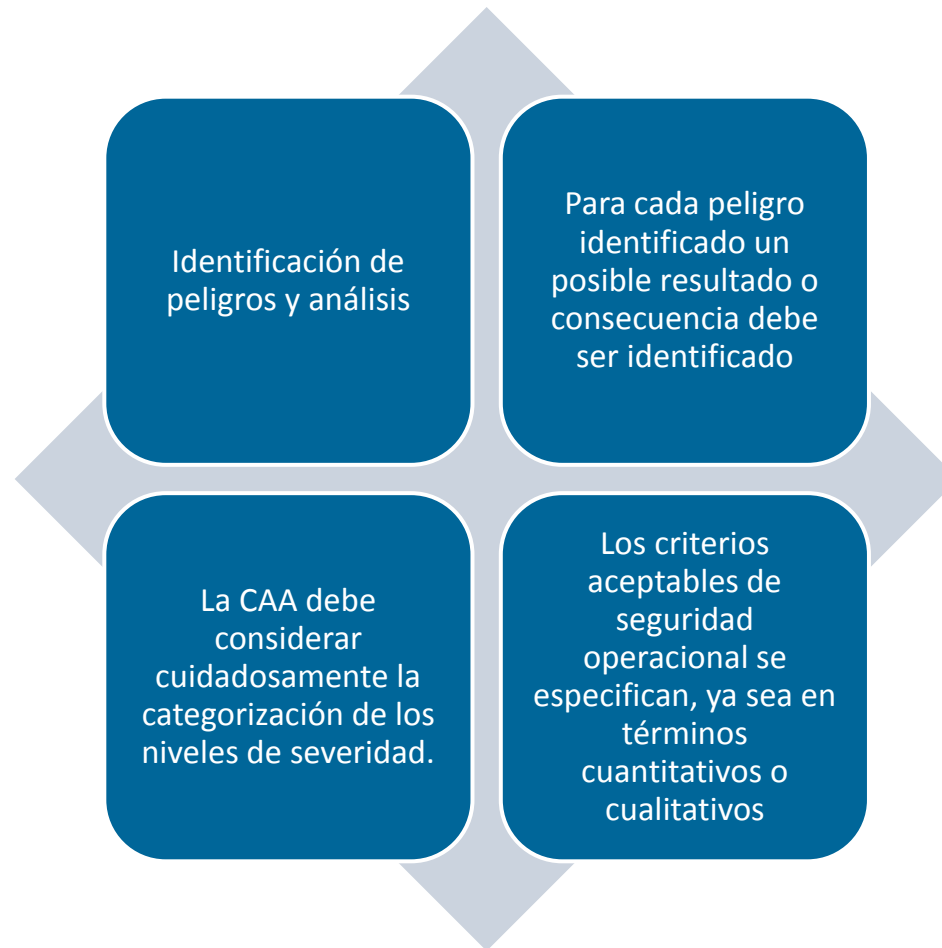 Identificación de
peligros y análisis
Para cada peligro
identificado un
posible resultado o
consecuencia debe
ser identificado
La CAA debe
considerar
cuidadosamente la
categorización de los
niveles de severidad.
Los criterios
aceptables de
seguridad
operacional se
especifican, ya sea en
términos
cuantitativos o
cualitativos